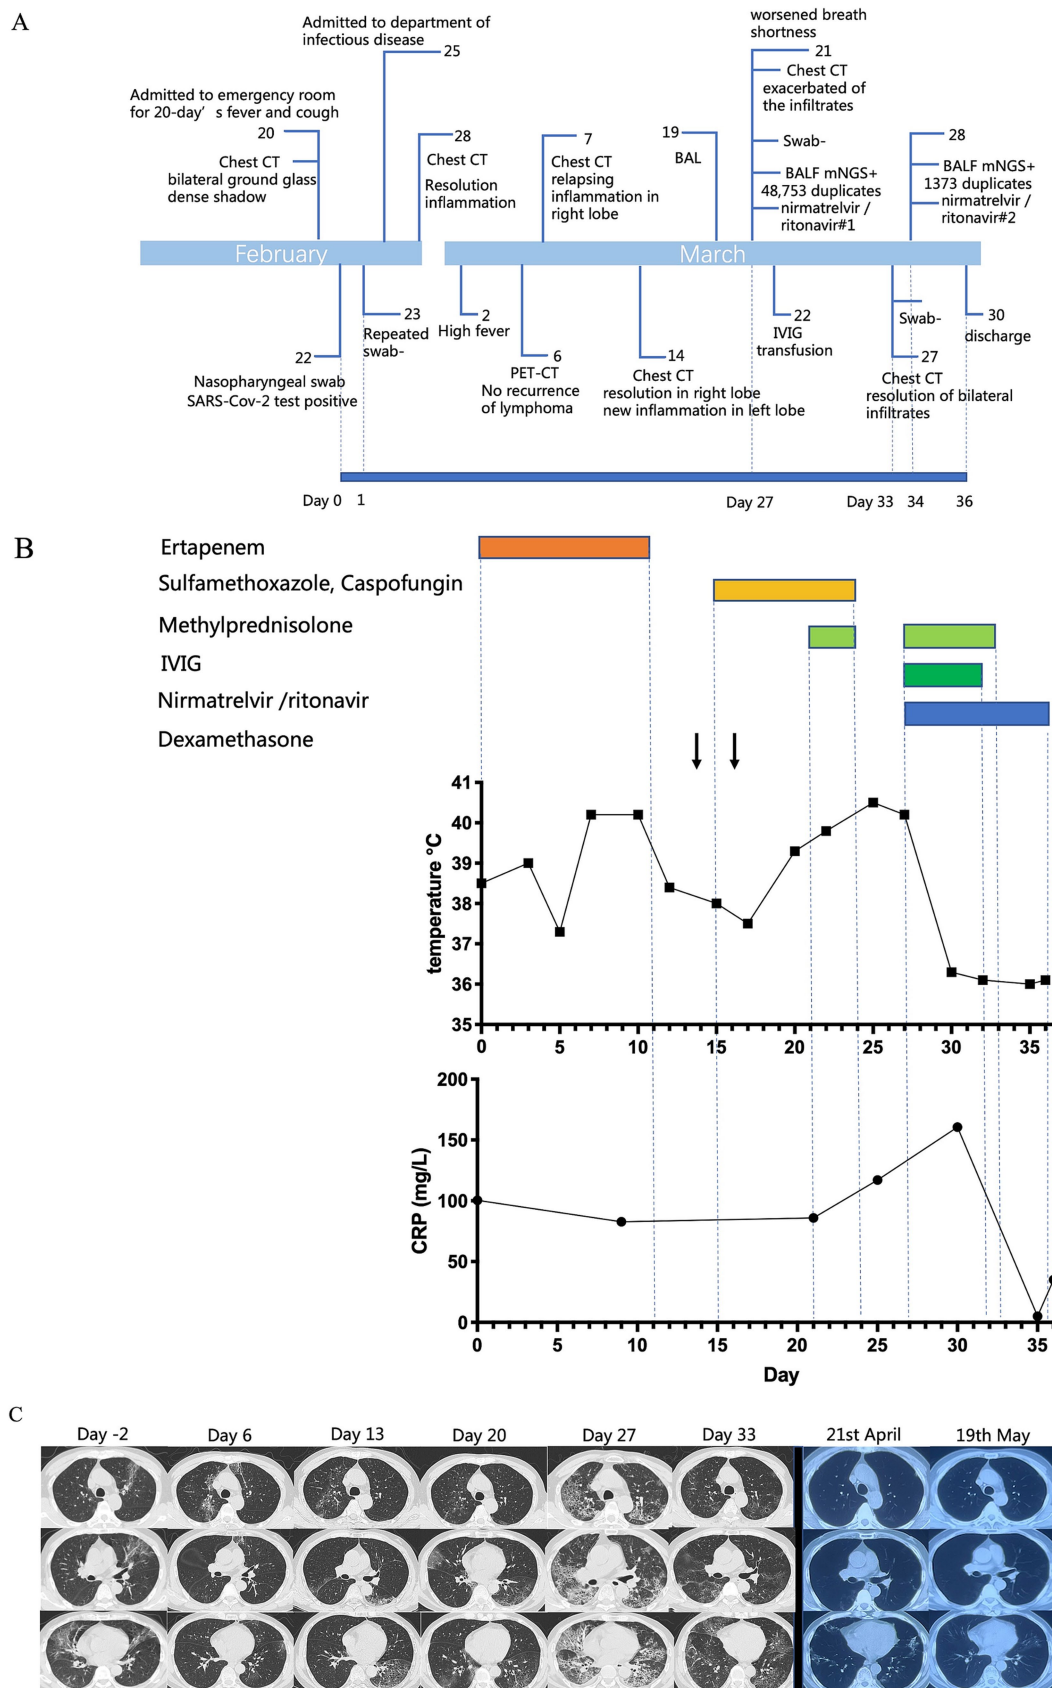 A
Admitted to department of
infectious disease
25
worsened breath
shortness
21
Chest CT
exacerbated of
the infiltrates
Admitted to emergency room
for 20-day’ s fever and cough
20
Chest CT
bilateral ground glass
dense shadow
28
Chest CT
Resolution
inflammation
7
Chest CT
relapsing
inflammation in
right lobe
19
BAL
Swab-
BALF mNGS+
48,753 duplicates
nirmatrelvir /
ritonavir#1
28
BALF mNGS+
1373 duplicates
nirmatrelvir /
ritonavir#2
February
March
22
Nasopharyngeal swab
SARS-Cov-2 test positive
23
Repeated
swab-
2
High fever
6
PET-CT
No recurrence
of lymphoma
14
Chest CT
resolution in right lobe
new inflammation in left lobe
22
IVIG
transfusion
Swab-
27
Chest CT
resolution of bilateral
infiltrates
30
discharge
Day 0 1 Day 27 Day 33 34 36
B
Ertapenem
Sulfamethoxazole, Caspofungin
Methylprednisolone
IVIG
Nirmatrelvir /ritonavir
Dexamethasone
temperature °C
41
40
39
38
37
36
35
0 5 10 15 20 25 30 35
CRP (mg/L)
200
150
100
50
0
0 5 10 15 20 25 30 35
Day
C
Day -2 Day 6 Day 13 Day 20 Day 27 Day 33 21st April 19th May